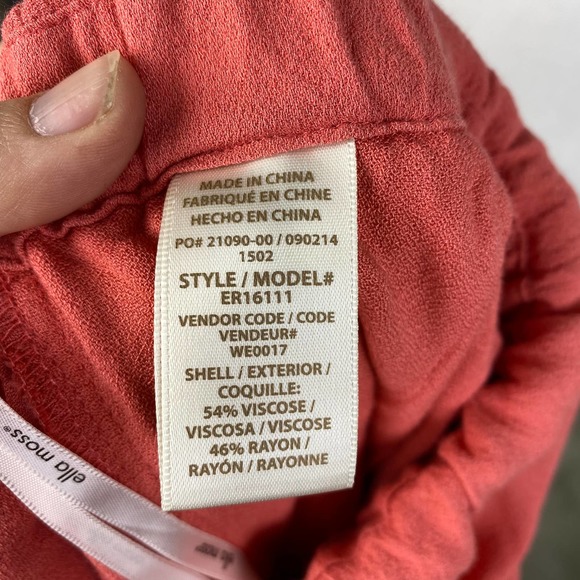 MADE IN CHINA
FABRIQUÉ EN CHINE
HECHO EN CHINA
PO# 21090-00 / 090214
1502
STYLE / MODEL#
ER16111
VENDOR CODE / CODE
VENDEUR#
WE0017
SHELL / EXTERIOR /
COQUILLE:
54% VISCOSE /
VISCOSA / VISCOSE
46% RAYON /
RAYÓN / RAYONNE
ella moss®